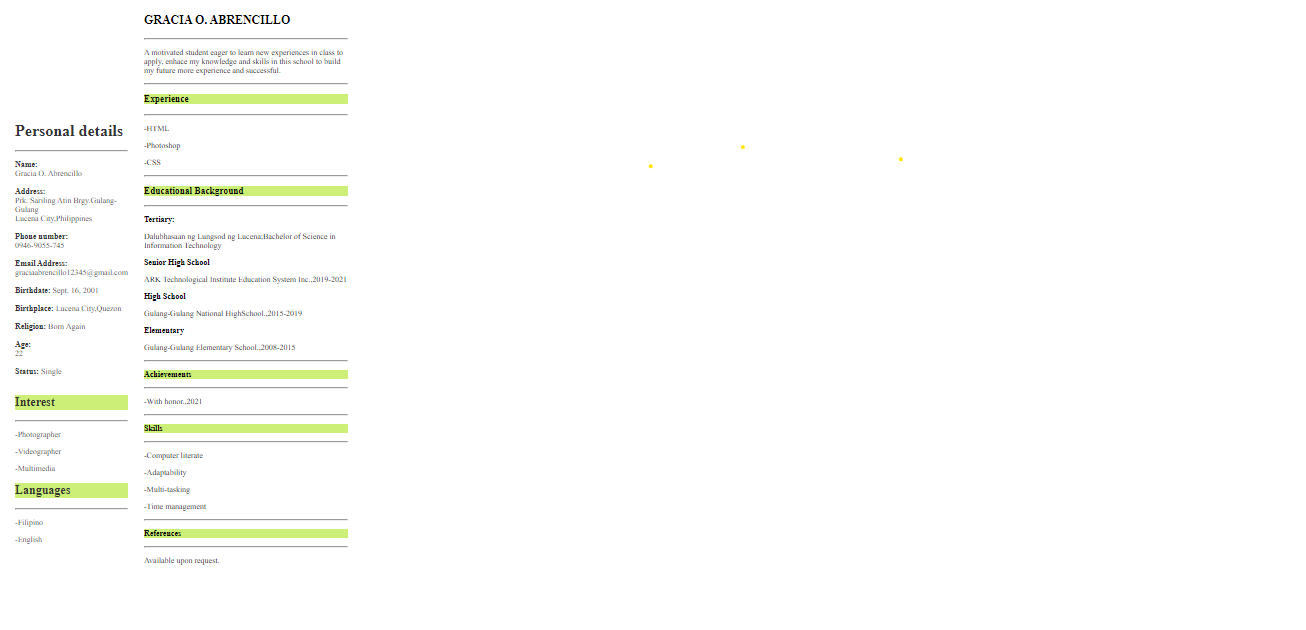 GRACIA O. ABRENCILLO
A motivated student eager to learn new experiences in class to
apply, enhace my knowledge and skills in this school to build
my future more experience and successful.
Experience
-HTML
-Photoshop
-CSS
Educational Background
Tertiary:
Dalubhasaan ng Lungsod ng Lucena;Bachelor of Science in
Information Technology
Senior High School
ARK Technological Institute Education System Inc.,2019-2021
High School
Gulang-Gulang National HighSchool.,2015-2019
Elementary
Gulang-Gulang Elementary School.,2008-2015
Achievements
-With honor.,2021
Skills
-Computer literate
-Adaptability
-Multi-tasking
-Time management
References
Available upon request.
Personal details
Name:
Gracia O. Abrencillo
Address:
Prk. Sariling Atin Brgy.Gulang-
Gulang
Lucena City,Philippines
Phone number:
0946-9055-745
Email Address:
graciaabrencillo12345@gmail.com
Birthdate: Sept. 16, 2001
Birthplace: Lucena City,Quezon
Religion: Born Again
Age:
22
Status: Single
Interest
-Photographer
-Videographer
-Multimedia
Languages
-Filipino
-English